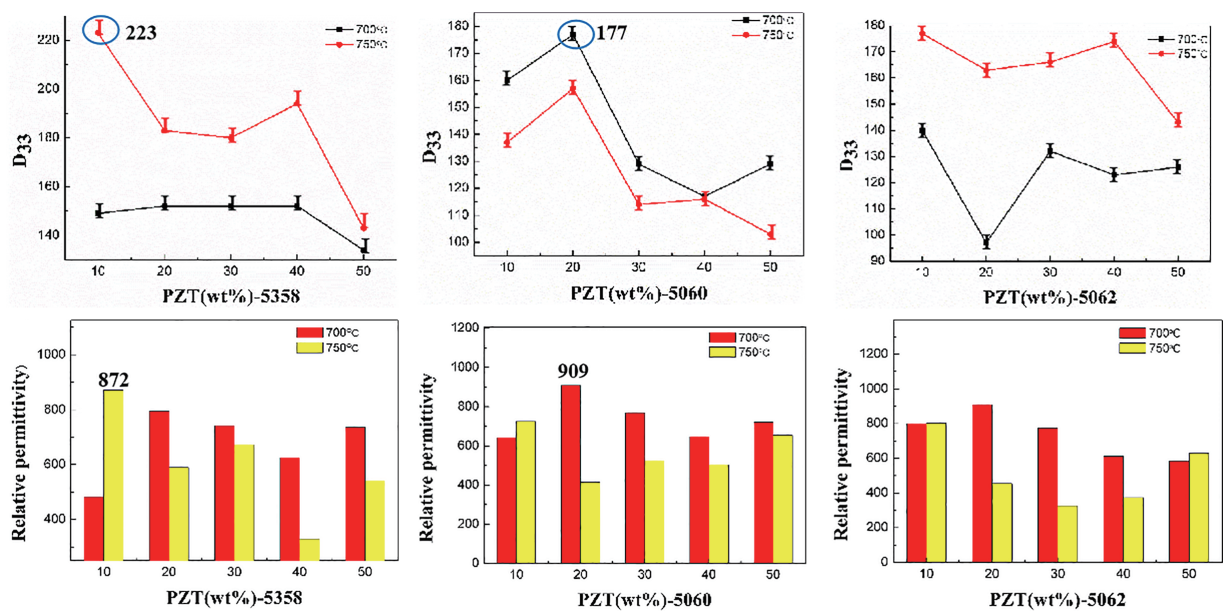 D33
220
200
180
160
140
223
700°C
750°C
10 20 30 40 50
PZT(wt%)-5358
D33
180
170
160
150
140
130
120
110
100
177
700°C
750°C
10 20 30 40 50
PZT(wt%)-5060
D33
180
170
160
150
140
130
120
110
100
90
700°C
750°C
10 20 30 40 50
PZT(wt%)-5062
Relative permittivity
1000
800
600
400
872
700°C
750°C
10 20 30 40 50
PZT(wt%)-5358
Relative permittivity
1200
1000
800
600
400
200
0
909
700°C
750°C
10 20 30 40 50
PZT(wt%)-5060
Relative permittivity
1200
1000
800
600
400
200
0
700°C
750°C
10 20 30 40 50
PZT(wt%)-5062